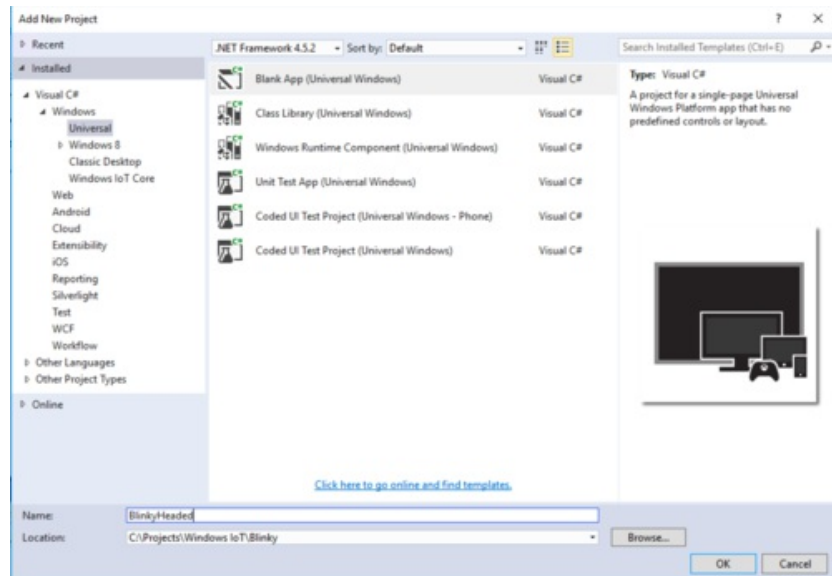 Add New Project
? ×
Recent
.NET Framework 4.5.2 Sort by: Default
Search Installed Templates (Ctrl+E)
Installed
Visual C#
Windows
Universal
Windows 8
Classic Desktop
Windows IoT Core
Web
Android
Cloud
Extensibility
iOS
Reporting
Silverlight
Test
WCF
Workflow
Other Languages
Other Project Types
Online
Blank App (Universal Windows) Visual C#
Class Library (Universal Windows) Visual C#
Windows Runtime Component (Universal Windows) Visual C#
Unit Test App (Universal Windows) Visual C#
Coded UI Test Project (Universal Windows - Phone) Visual C#
Coded UI Test Project (Universal Windows) Visual C#
Click here to go online and find templates.
Type: Visual C#
A project for a single-page Universal
Windows Platform app that has no
predefined controls or layout.
Name: BlinkyHeaded
Location: C:\Projects\Windows IoT\Blinky Browse...
OK Cancel